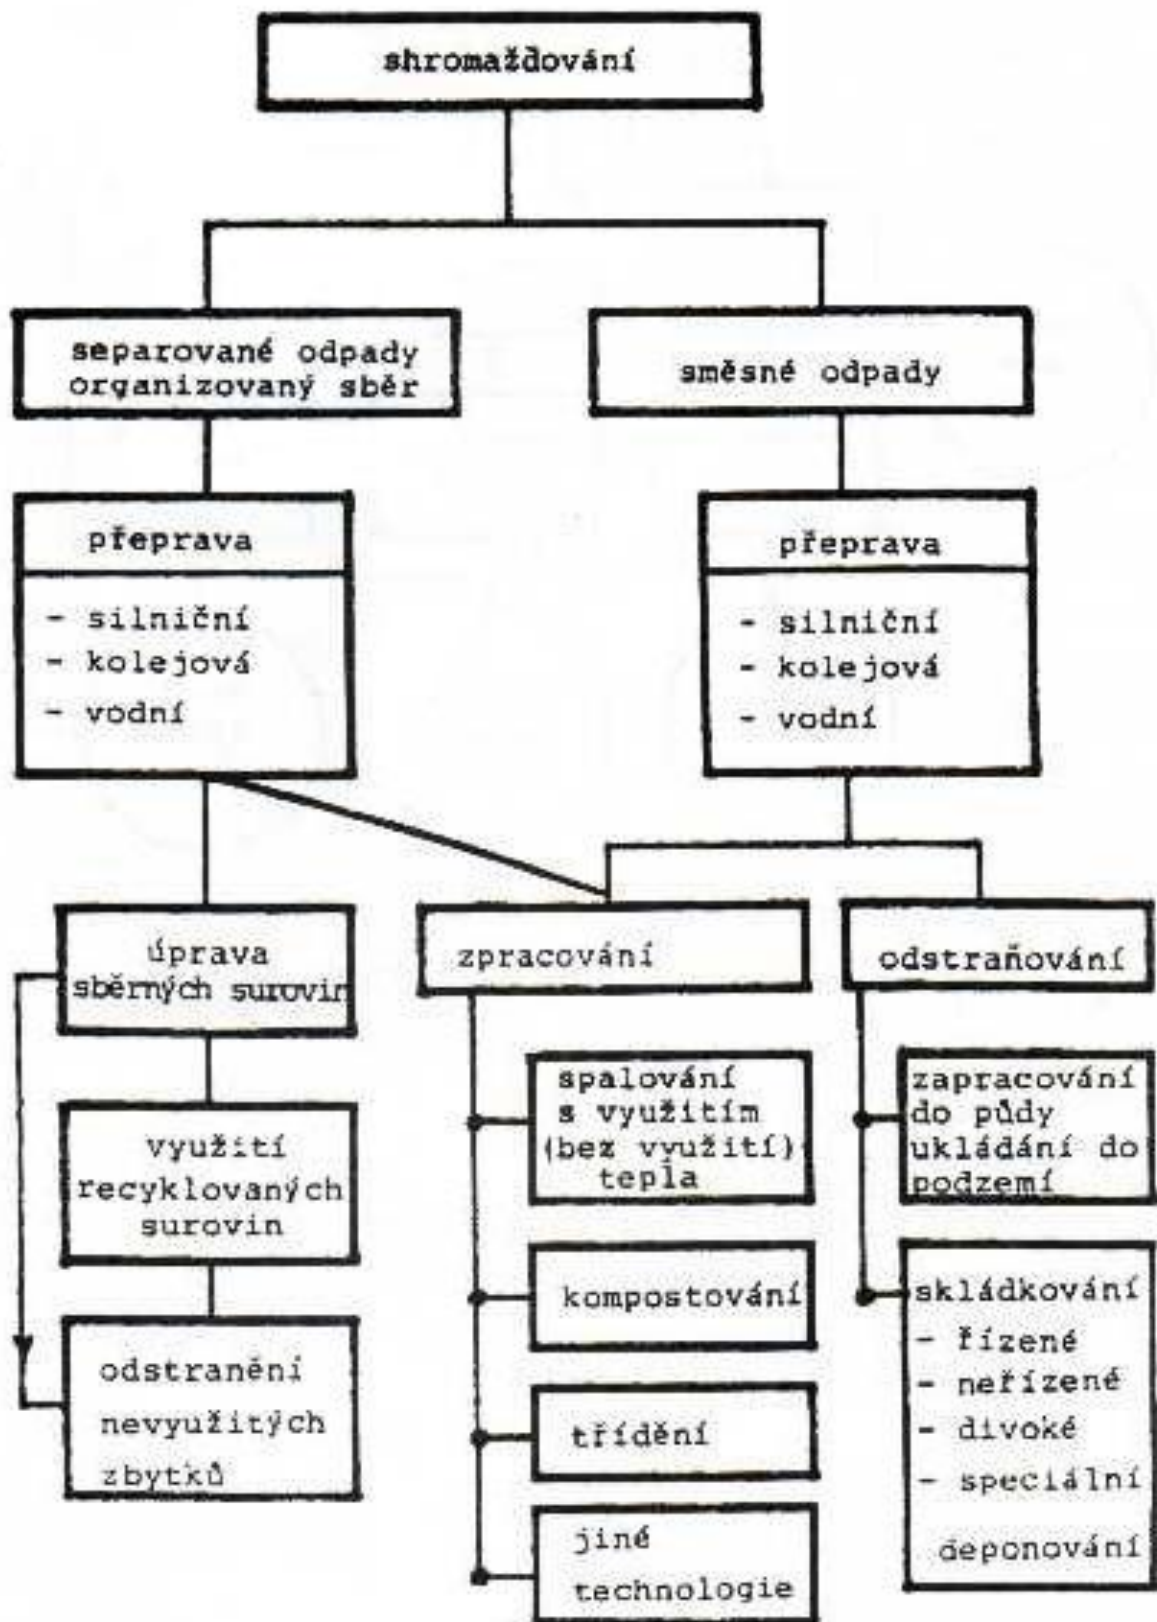 shromažďování
separované odpady
organizovaný sběr
směsné odpady
přeprava
- silniční
- kolejová
- vodní
přeprava
- silniční
- kolejová
- vodní
úprava
sběrných surovin
využití
recyklovaných
surovin
odstranění
nevyužitých
zbytků
zpracování
spalování
s využitím
(bez využití)
tepla
kompostování
třídění
jiné
technologie
odstraňování
zapracování
do půdy
ukládání do
podzemí
skládkování
- řízené
- neřízené
- divoké
- speciální
deponování